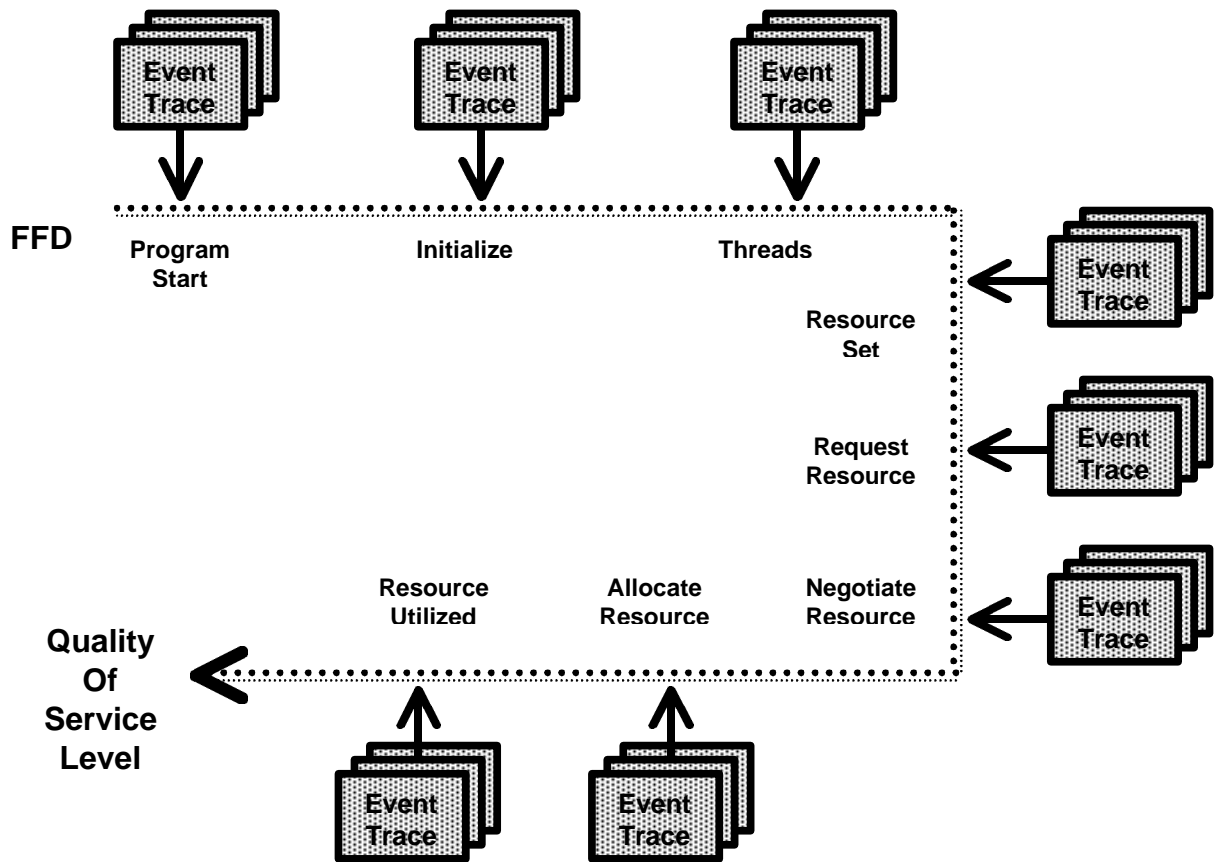 Event
Trace
Event
Trace
Event
Trace
FFD
Program
Start
Initialize
Threads
Event
Trace
Resource
Set
Request
Resource
Event
Trace
Resource
Utilized
Allocate
Resource
Negotiate
Resource
Event
Trace
Quality
Of
Service
Level
Event
Trace
Event
Trace